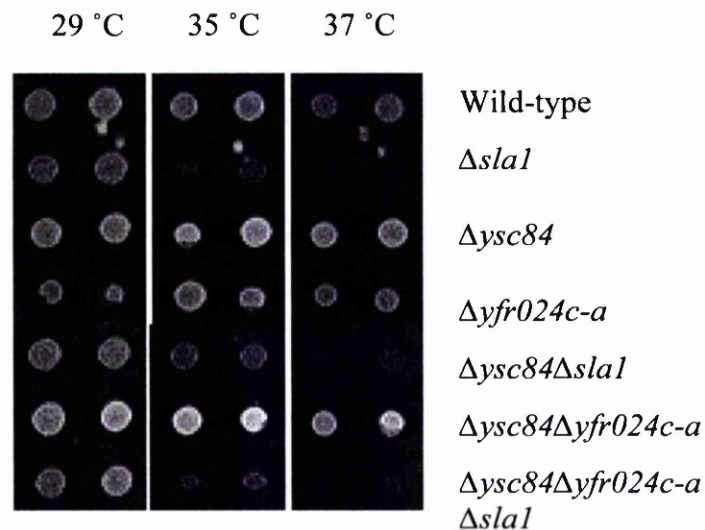 29 ˚C 35 ˚C 37 ˚C
Wild-type
Δsla1
Δysc84
Δyfr024c-a
Δysc84Δsla1
Δysc84Δyfr024c-a
Δysc84Δyfr024c-a
Δsla1